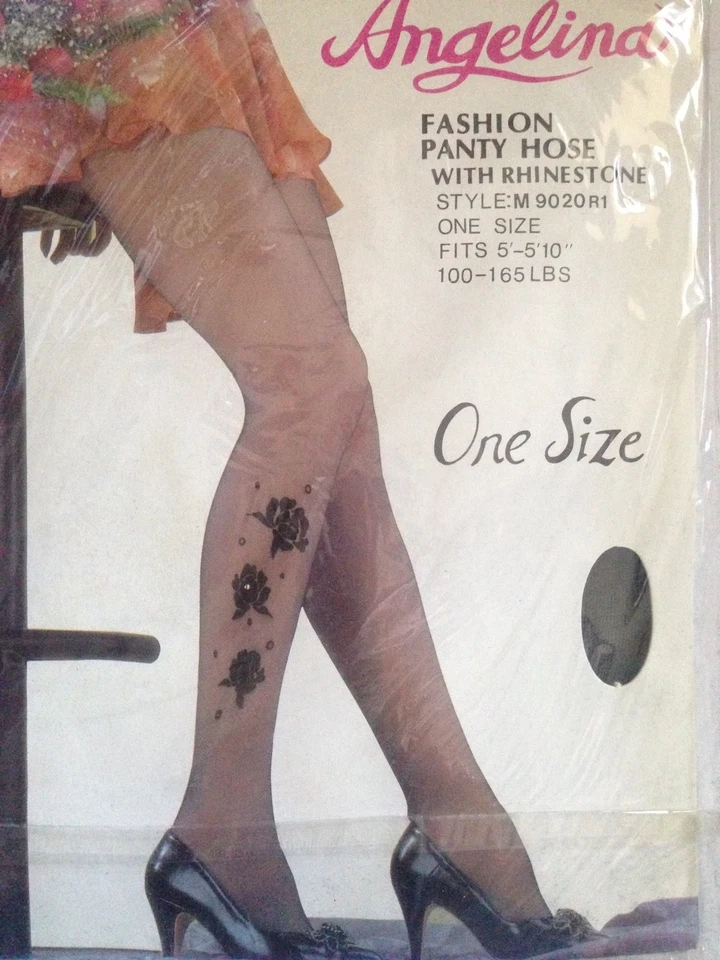 Angelina
FASHION
PANTY HOSE
WITH RHINESTONE
STYLE:M 9020R1
ONE SIZE
FITS 5'-5'10"
100-165LBS
One Size